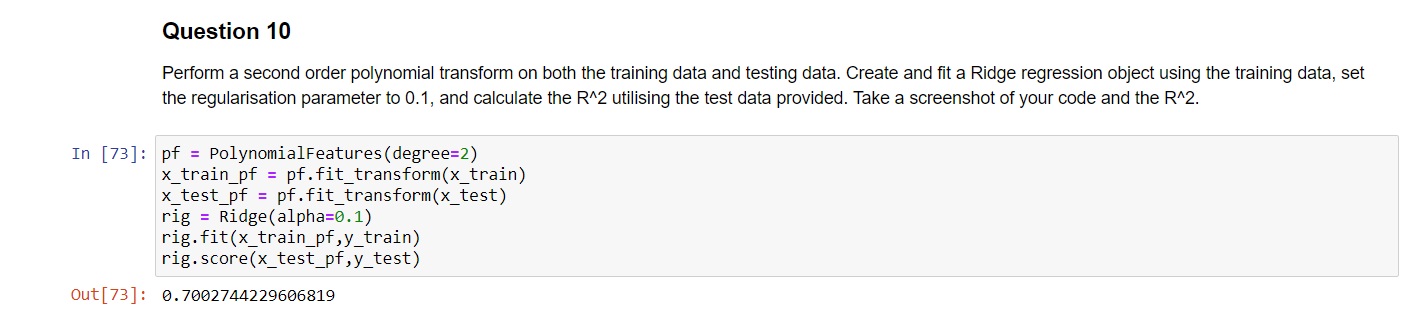 Question 10
Perform a second order polynomial transform on both the training data and testing data. Create and fit a Ridge regression object using the training data, set
the regularisation parameter to 0.1, and calculate the R^2 utilising the test data provided. Take a screenshot of your code and the R^2.
In [73]: pf = PolynomialFeatures(degree=2)
x_train_pf = pf.fit_transform(x_train)
x_test_pf = pf.fit_transform(x_test)
rig = Ridge(alpha=0.1)
rig.fit(x_train_pf,y_train)
rig.score(x_test_pf,y_test)
Out[73]: 0.7002744229606819